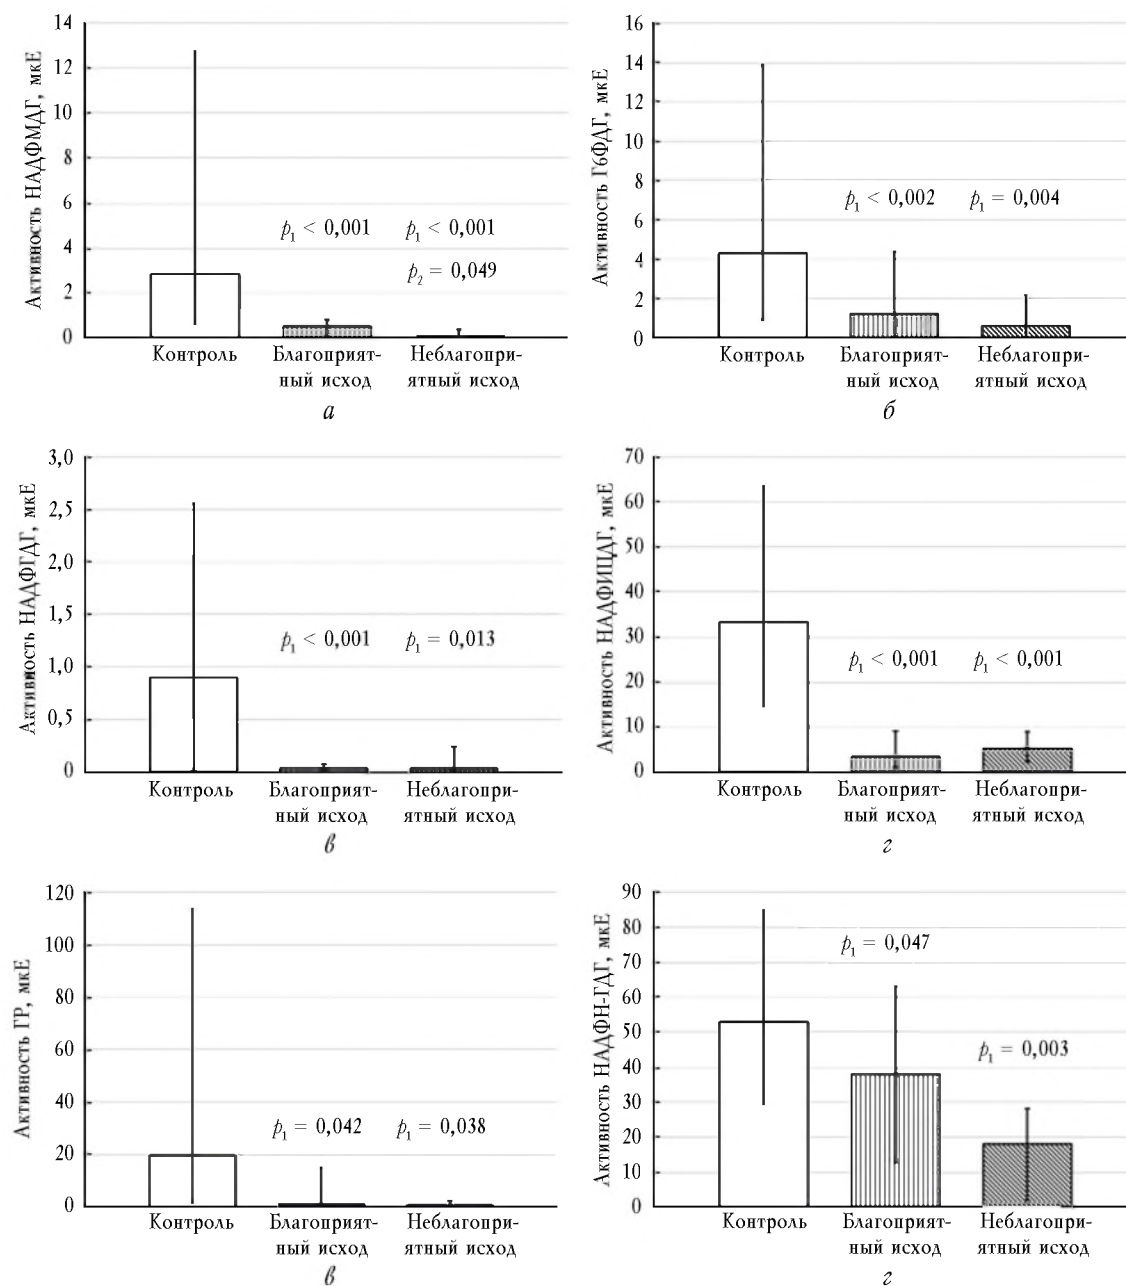 Активность НАДФМДГ, мкЕ
14
12
10
8
6
4
2
0
p1 < 0,001
p1 < 0,001
p2 = 0,049
Контроль
Благоприят-
ный исход
Неблагопри-
ятный исход
а
Активность Г6ФДГ, мкЕ
16
14
12
10
8
6
4
2
0
p1 < 0,002
p1 = 0,004
Контроль
Благоприят-
ный исход
Неблагопри-
ятный исход
б
Активность НАДФГДГ, мкЕ
3,0
2,5
2,0
1,5
1,0
0,5
0
p1 < 0,001
p1 = 0,013
Контроль
Благоприят-
ный исход
Неблагопри-
ятный исход
в
Активность НАДФИЦДГ, мкЕ
70
60
50
40
30
20
10
0
p1 < 0,001
p1 < 0,001
Контроль
Благоприят-
ный исход
Неблагопри-
ятный исход
г
Активность ГР, мкЕ
120
100
80
60
40
20
0
p1 = 0,042
p1 = 0,038
Контроль
Благоприят-
ный исход
Неблагопри-
ятный исход
в
Активность НАДФН-ГДГ, мкЕ
90
80
70
60
50
40
30
20
10
0
p1 = 0,047
p1 = 0,003
Контроль
Благоприят-
ный исход
Неблагопри-
ятный исход
г